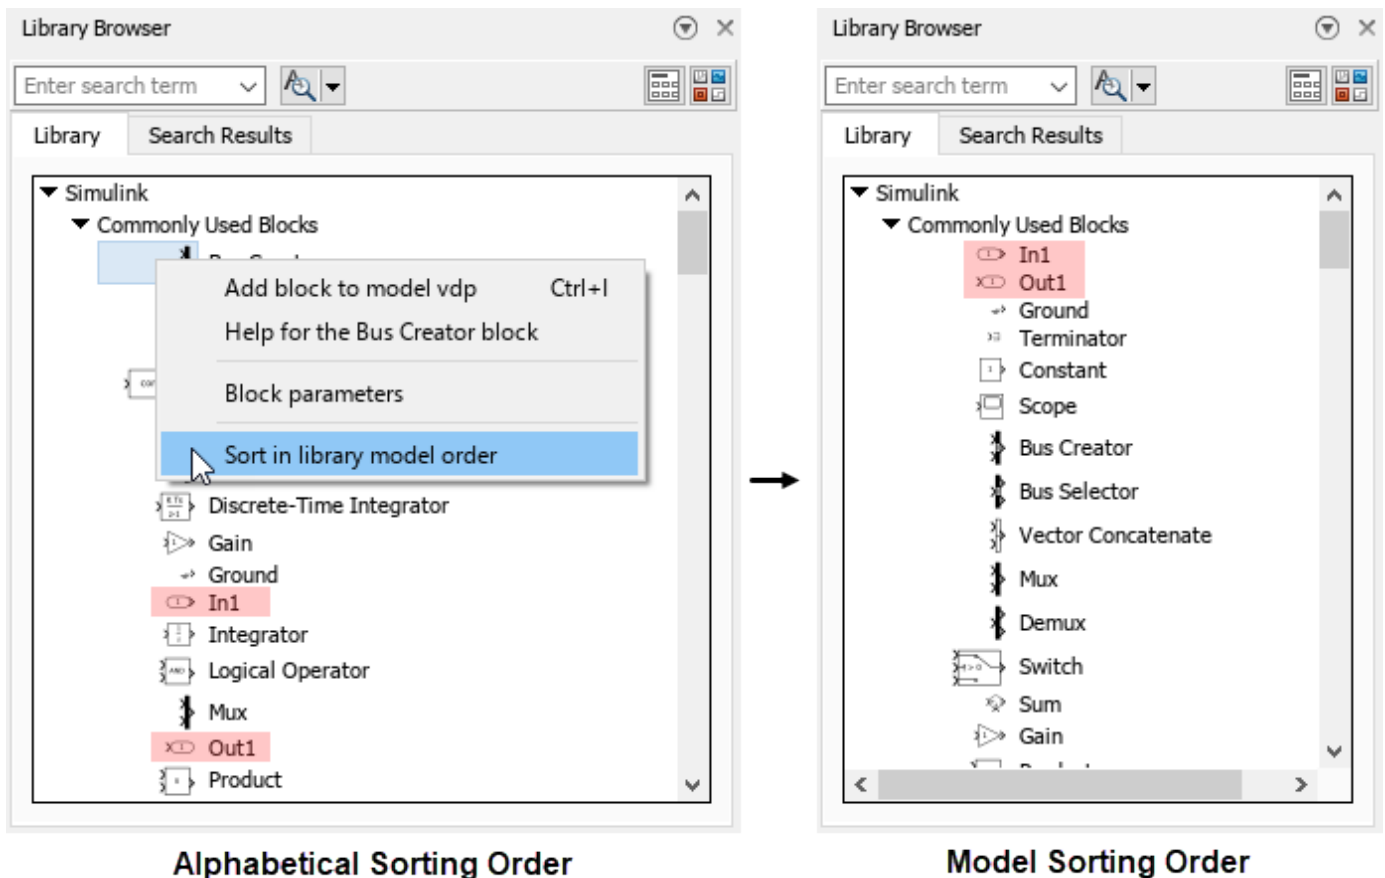 Library Browser
Enter search term
Library
Search Results
Simulink
Commonly Used Blocks
Add block to model vdp Ctrl+I
Help for the Bus Creator block
Block parameters
Sort in library model order
Discrete-Time Integrator
Gain
Ground
In1
Integrator
Logical Operator
Mux
Out1
Product
Alphabetical Sorting Order
Library Browser
Enter search term
Library
Search Results
Simulink
Commonly Used Blocks
In1
Out1
Ground
Terminator
Constant
Scope
Bus Creator
Bus Selector
Vector Concatenate
Mux
Demux
Switch
Sum
Gain
Model Sorting Order